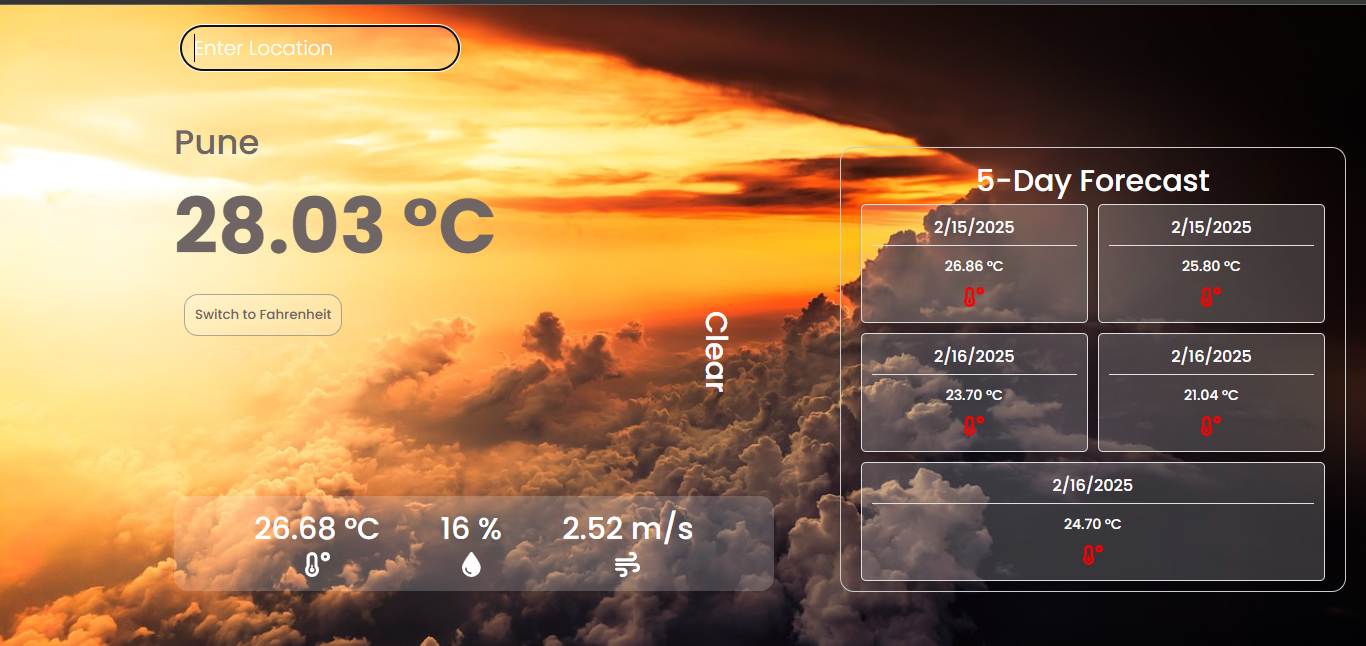 Enter Location
Pune
28.03 °C
Switch to Fahrenheit
Clear
26.68 °C 16 % 2.52 m/s
5-Day Forecast
2/15/2025 2/15/2025
26.86 °C 25.80 °C
2/16/2025 2/16/2025
23.70 °C 21.04 °C
2/16/2025
24.70 °C